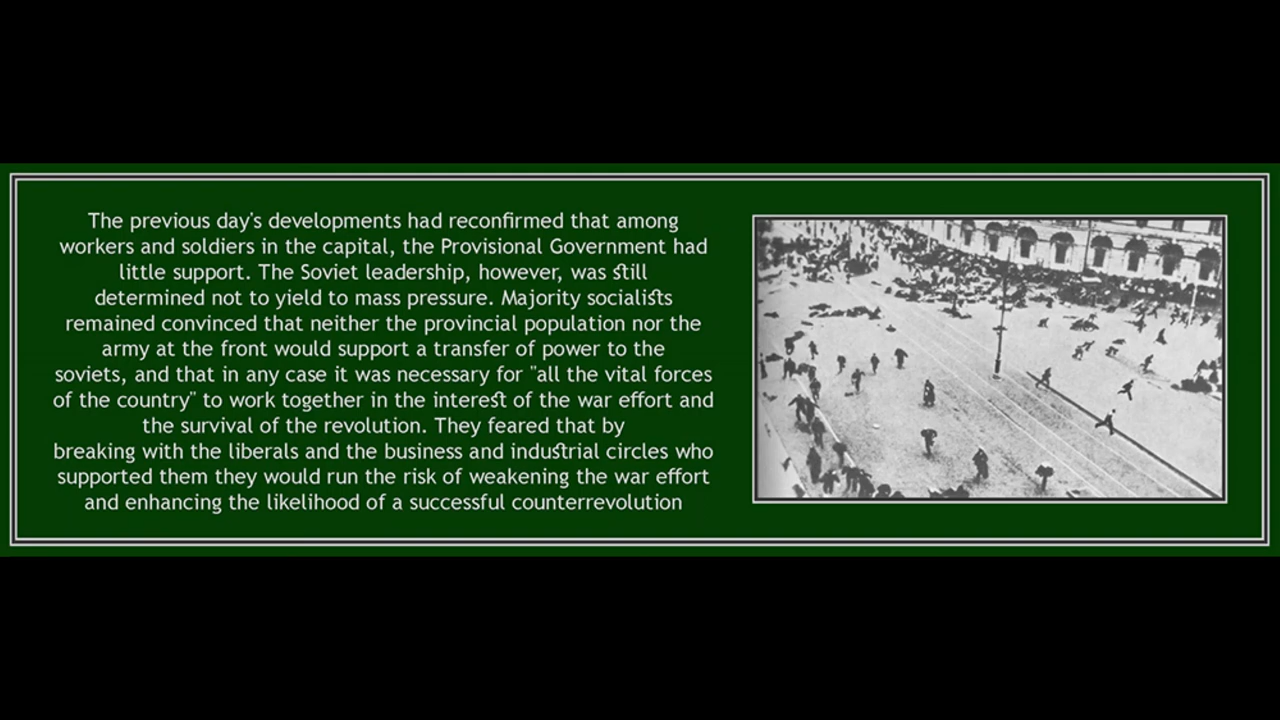 The previous day's developments had reconfirmed that among
workers and soldiers in the capital, the Provisional Government had
little support. The Soviet leadership, however, was still
determined not to yield to mass pressure. Majority socialists
remained convinced that neither the provincial population nor the
army at the front would support a transfer of power to the
soviets, and that in any case it was necessary for "all the vital forces
of the country" to work together in the interest of the war effort and
the survival of the revolution. They feared that by
breaking with the liberals and the business and industrial circles who
supported them they would run the risk of weakening the war effort
and enhancing the likelihood of a successful counterrevolution